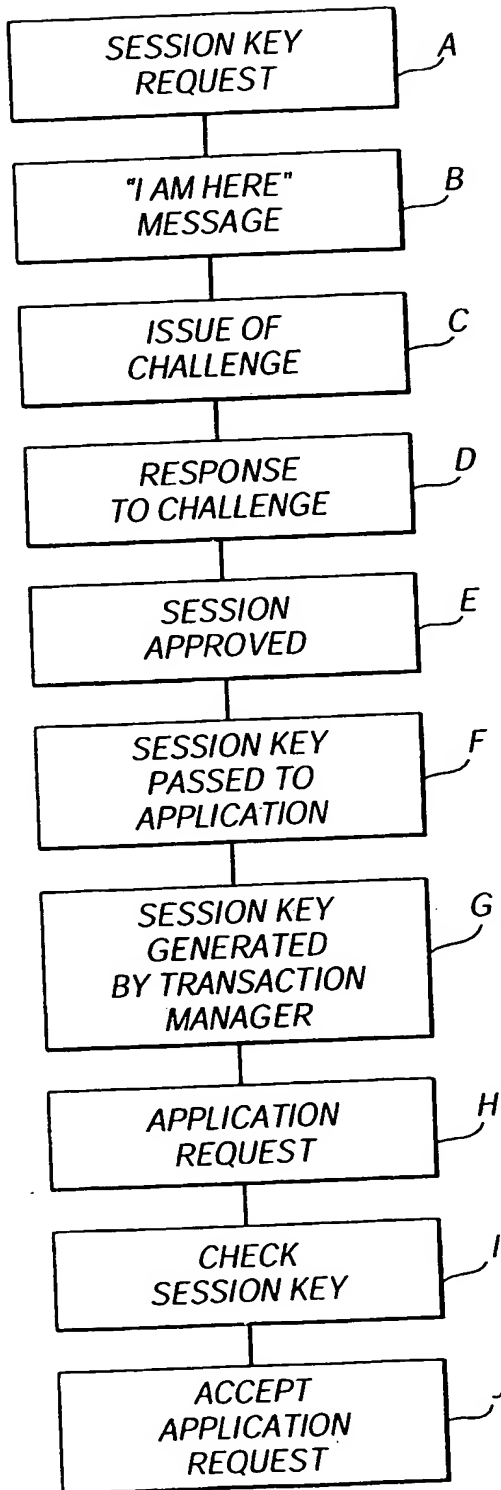 SESSION KEY
REQUEST
A
"I AM HERE"
MESSAGE
B
ISSUE OF
CHALLENGE
C
RESPONSE
TO CHALLENGE
D
SESSION
APPROVED
E
SESSION KEY
PASSED TO
APPLICATION
F
SESSION KEY
GENERATED
BY TRANSACTION
MANAGER
G
APPLICATION
REQUEST
H
CHECK
SESSION KEY
I
ACCEPT
APPLICATION
REQUEST